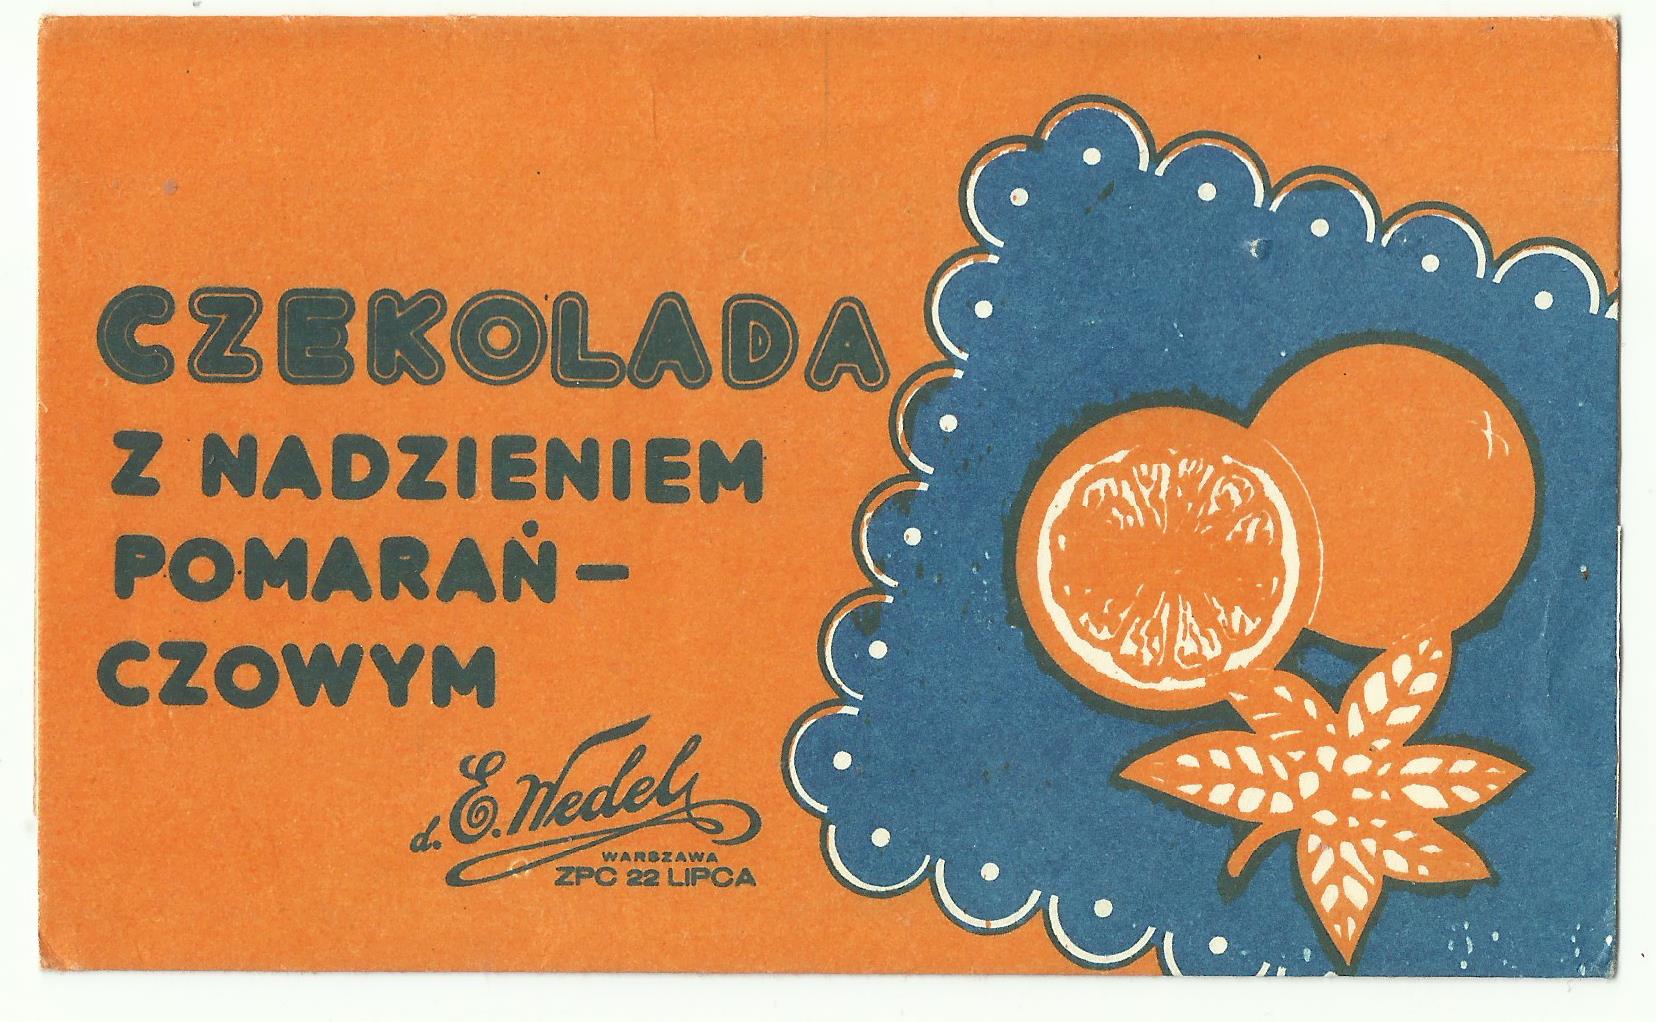 CZEKOLADA
Z NADZIENIEM
POMARAŃ-
CZOWYM
d. E. Wedel
WARSZAWA
ZPC 22 LIPCA